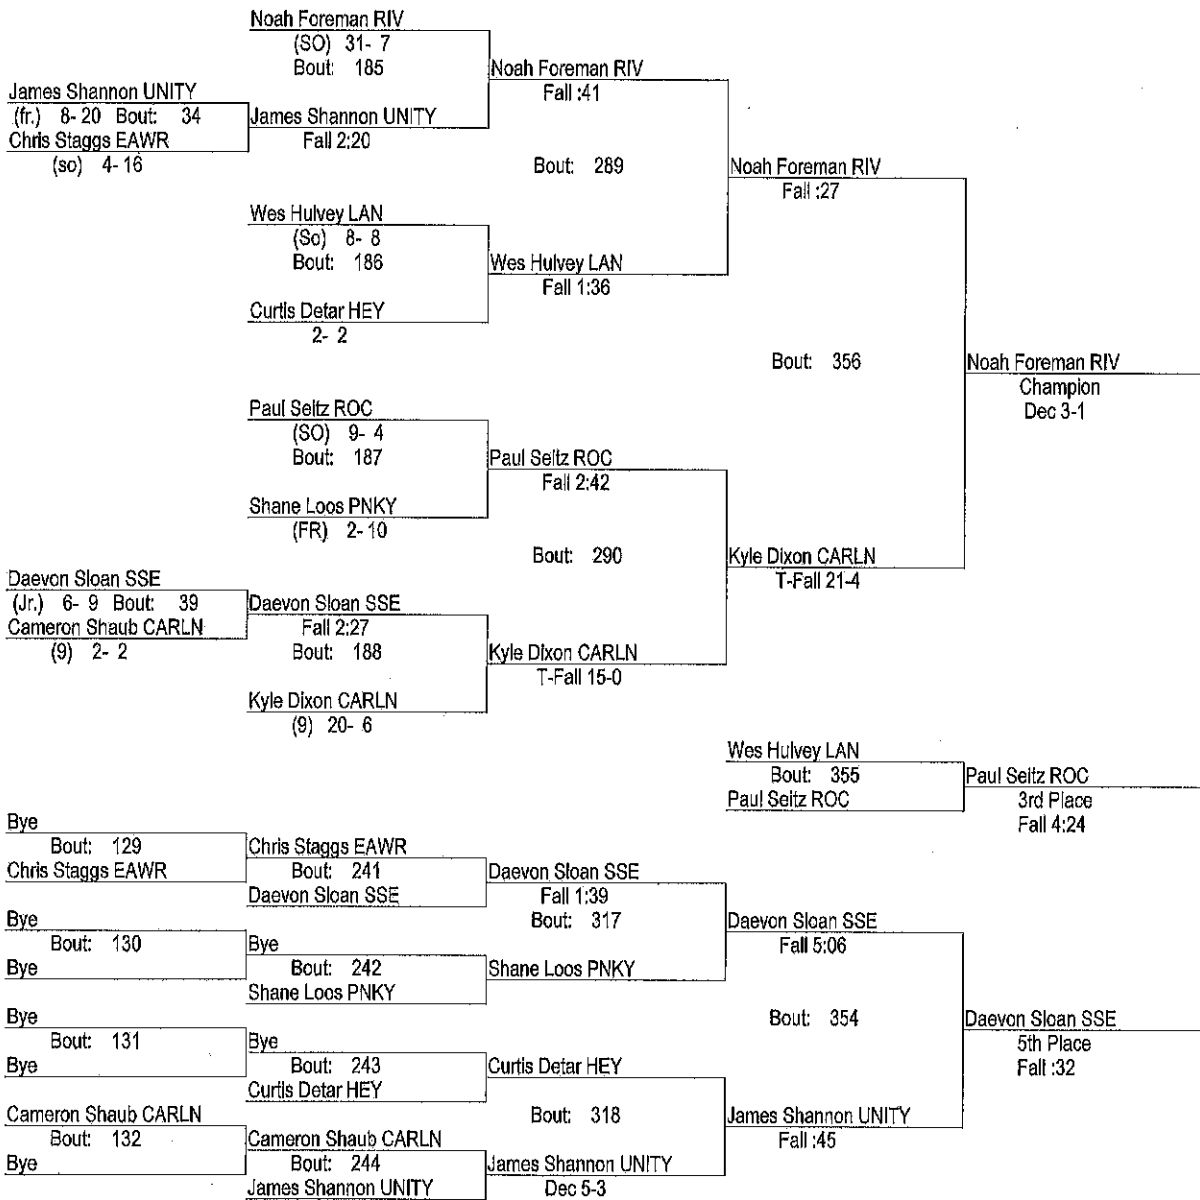 Noah Foreman RIV
(SO) 31- 7
Bout: 185
Noah Foreman RIV
Fall :41
James Shannon UNITY
(fr.) 8- 20 Bout: 34
James Shannon UNITY
Chris Staggs EAWR
Fall 2:20
(so) 4- 16
Bout: 289
Noah Foreman RIV
Fall :27
Wes Hulvey LAN
(So) 8- 8
Bout: 186
Wes Hulvey LAN
Fall 1:36
Curtis Detar HEY
2- 2
Bout: 356
Noah Foreman RIV
Champion
Dec 3-1
Paul Seitz ROC
(SO) 9- 4
Bout: 187
Paul Seitz ROC
Fall 2:42
Shane Loos PNKY
(FR) 2- 10
Bout: 290
Kyle Dixon CARLN
T-Fall 21-4
Daevon Sloan SSE
(Jr.) 6- 9 Bout: 39
Daevon Sloan SSE
Cameron Shaub CARLN
Fall 2:27
(9) 2- 2
Bout: 188
Kyle Dixon CARLN
T-Fall 15-0
Kyle Dixon CARLN
(9) 20- 6
Wes Hulvey LAN
Bout: 355
Paul Seitz ROC
Paul Seitz ROC
3rd Place
Fall 4:24
Bye
Bout: 129
Chris Staggs EAWR
Chris Staggs EAWR
Bout: 241
Daevon Sloan SSE
Daevon Sloan SSE
Fall 1:39
Bout: 317
Daevon Sloan SSE
Fall 5:06
Bye
Bout: 130
Bye
Bye
Bout: 242
Shane Loos PNKY
Shane Loos PNKY
Bout: 354
Daevon Sloan SSE
5th Place
Fall :32
Bye
Bout: 131
Bye
Bye
Bout: 243
Curtis Detar HEY
Curtis Detar HEY
Bout: 318
James Shannon UNITY
Fall :45
Cameron Shaub CARLN
Bout: 132
Bye
Cameron Shaub CARLN
Bout: 244
James Shannon UNITY
James Shannon UNITY
Dec 5-3